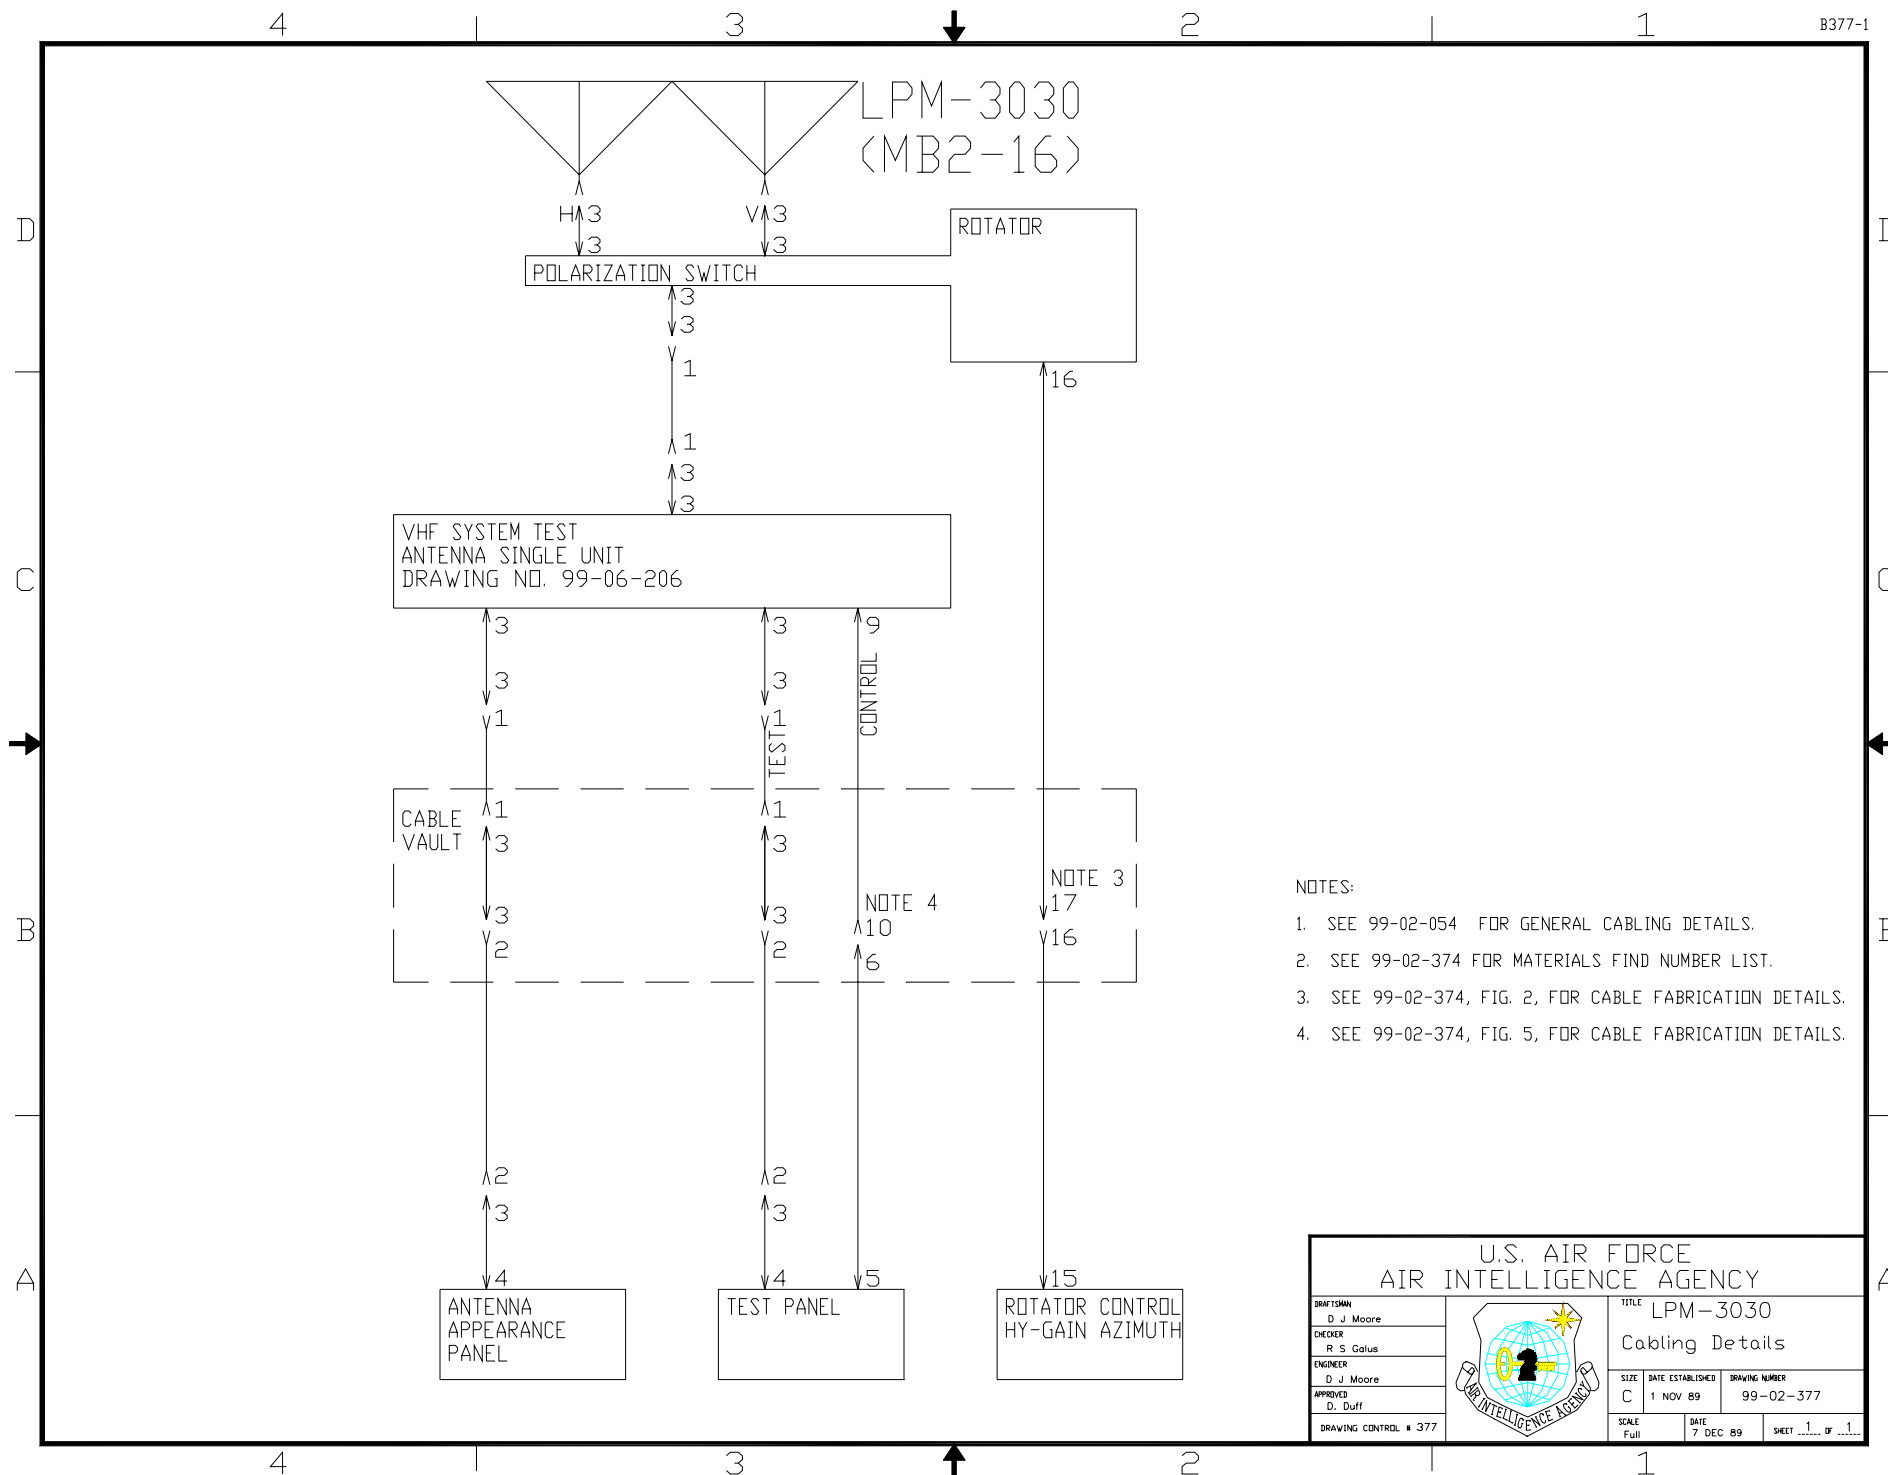 4 3 2 1 B377-1
LPM-3030
(MB2-16)
D
H 3 V 3
3 3
ROTATOR
POLARIZATION SWITCH
3
3
1
16
1
3
3
VHF SYSTEM TEST
ANTENNA SINGLE UNIT
DRAWING NO. 99-06-206
C C
3 3 9
3 3
CONTROL
1 1
TEST
CABLE
VAULT
1 1
3 3
NOTE 3
17
NOTE 4
10
3 3
16
2 2
6
B
NOTES:
1. SEE 99-02-054 FOR GENERAL CABLING DETAILS.
2. SEE 99-02-374 FOR MATERIALS FIND NUMBER LIST.
3. SEE 99-02-374, FIG. 2, FOR CABLE FABRICATION DETAILS.
4. SEE 99-02-374, FIG. 5, FOR CABLE FABRICATION DETAILS.
2 2
3 3
A
4 4 5 15
ANTENNA
APPEARANCE
PANEL
TEST PANEL
ROTATOR CONTROL
HY-GAIN AZIMUTH
U.S. AIR FORCE
AIR INTELLIGENCE AGENCY
DRAFTSMAN
D J Moore
CHECKER
R S Galus
ENGINEER
D J Moore
APPROVED
D. Duff
DRAWING CONTROL # 377
AIR INTELLIGENCE AGENCY
TITLE LPM-3030
Cabling Details
SIZE
C
DATE ESTABLISHED
1 NOV 89
DRAWING NUMBER
99-02-377
SCALE
Full
DATE
7 DEC 89
SHEET 1 OF 1
4 3 2 1